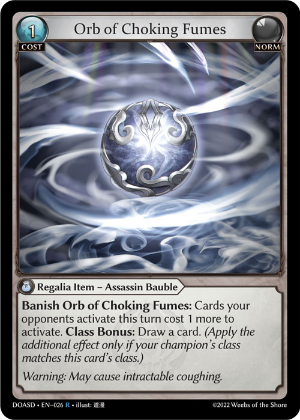 Orb of Choking Fumes
1
COST
NORM
Regalia Item – Assassin Bauble
Banish Orb of Choking Fumes: Cards your
opponents activate this turn cost 1 more to
activate. Class Bonus: Draw a card. (Apply the
additional effect only if your champion's class
matches this card's class.)
Warning: May cause intractable coughing.
DOASD • EN-026 R • illust:
©2022 Weebs of the Shore